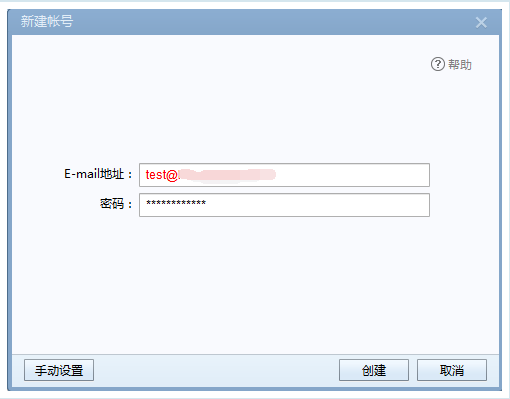 新建帐号
? 帮助
E-mail地址： test@
密码： ************
手动设置 创建 取消